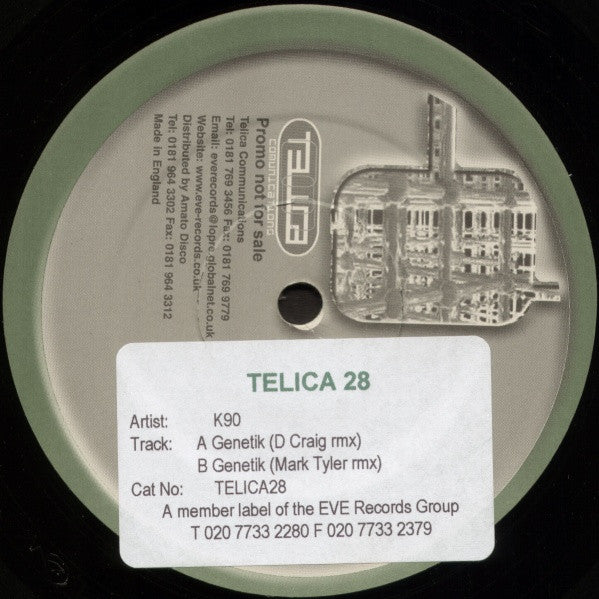 Promo not for sale
Telica Communications
Tel: 0181 769 3456 Fax: 0181 769 9779
Email: everecords@lopre.globalnet.co.uk
Website: www.eve-records.co.uk
Distributed by Amato Disco
Tel: 0181 964 3302 Fax: 0181 964 3312
Made in England
TELICA
TELICA 28
Artist: K90
Track: A Genetik (D Craig rmx)
B Genetik (Mark Tyler rmx)
Cat No: TELICA28
A member label of the EVE Records Group
T 020 7733 2280 F 020 7733 2379